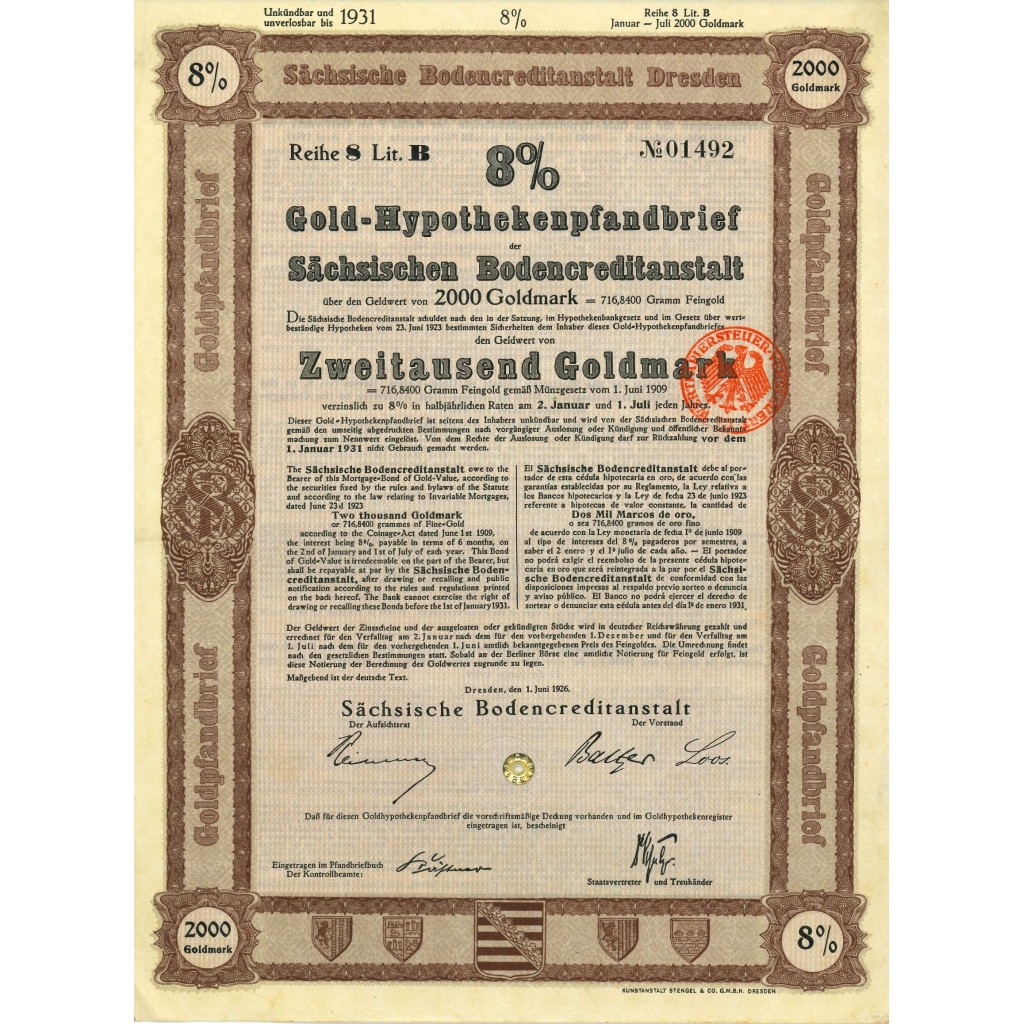 Unkündbar und
unverlosbar bis 1931
8%
Reihe 8 Lit. B
Januar — Juli 2000 Goldmark
8%
Sächsische Bodencreditanstalt Dresden
2000
Goldmark
Reihe 8 Lit. B
8%
№ 01492
Gold-Hypothekenpfandbrief
der
Sächsischen Bodencreditanstalt
über den Geldwert von 2000 Goldmark = 716,8400 Gramm Feingold
Die Sächsische Bodencreditanstalt schuldet nach den in der Satzung, im Hypothekenbankgesetz und im Gesetz über wert-
beständige Hypotheken vom 23. Juni 1923 bestimmten Sicherheiten dem Inhaber dieses Gold-Hypothekenpfandbriefes
den Geldwert von
Zweitausend Goldmark
= 716,8400 Gramm Feingold gemäß Münzgesetz vom 1. Juni 1909
verzinslich zu 8% in halbjährlichen Raten am 2. Januar und 1. Juli jeden Jahres.
Dieser Gold-Hypothekenpfandbrief ist seitens des Inhabers unkündbar und wird von der Sächsischen Bodencreditanstalt
gemäß den umseitig abgedruckten Bestimmungen nach vorgängiger Auslosung oder Kündigung und öffentlicher Bekannt-
machung zum Nennwert eingelöst. Von dem Rechte der Auslosung oder Kündigung darf zur Rückzahlung vor dem
1. Januar 1931 nicht Gebrauch gemacht werden.
The Sächsische Bodencreditanstalt owe to the
Bearer of this Mortgage-Bond of Gold-Value, according to
the securities fixed by the rules and bylaws of the Statute
and according to the law relating to Invariable Mortgages,
dated June 23d 1923
Two thousand Goldmark
or 716,8400 grammes of Fine-Gold
according to the Coinage-Act dated June 1st 1909,
the interest being 8%, payable in terms of 6 months, on
the 2nd of January and 1st of July of each year. This Bond
of Gold-Value is irredeemable on the part of the Bearer, but
shall be repayable at par by the Sächsische Boden-
creditanstalt, after drawing or recalling and public
notification according to the rules and regulations printed
on the back hereof. The Bank cannot exercise the right of
drawing or recalling these Bonds before the 1st of January 1931.
El Sächsische Bodencreditanstalt debe al por-
tador de esta cédula hipotecaria en oro, de acuerdo con las
garantías establecidas por su Reglamento, la Ley relativa a
los Bancos hipotecarios y la Ley de fecha 23 de junio 1923
referente a hipotecas de valor constante, la cantidad de
Dos Mil Marcos de oro,
o sea 716,8400 gramos de oro fino
de acuerdo con la Ley monetaria de fecha 1º de junio 1909
al tipo de intereses del 8% pagaderos por semestres, a
saber el 2 enero y el 1º julio de cada año. — El portador
no podrá exigir el reembolso de la presente cédula hipote-
caria en oro que será reintegrada a la par por el Sächsi-
sche Bodencreditanstalt de conformidad con las
disposiciones impresas al respaldo previo sorteo o denuncia
y aviso público. El Banco no podrá ejercer el derecho de
sortear o denunciar esta cédula antes del día 1º de enero 1931.
Der Geldwert der Zinsscheine und der ausgelosten oder gekündigten Stücke wird in deutscher Reichswährung gezahlt und
errechnet für den Verfalltag am 2. Januar nach dem für den vorhergehenden 1. Dezember und für den Verfalltag am
1. Juli nach dem für den vorhergehenden 1. Juni amtlich bekanntgegebenen Preis des Feingoldes. Die Umrechnung findet
nach den gesetzlichen Bestimmungen statt. Sobald an der Berliner Börse eine amtliche Notierung für Feingold erfolgt, ist
diese Notierung der Berechnung des Goldwertes zugrunde zu legen.
Maßgebend ist der deutsche Text.
Dresden, den 1. Juni 1926.
Sächsische Bodencreditanstalt
Der Aufsichtsrat
Der Vorstand
Balzer Loos.
Daß für diesen Goldhypothekenpfandbrief die vorschriftsmäßige Deckung vorhanden und im Goldhypothekenregister
eingetragen ist, bescheinigt
Eingetragen im Pfandbriefbuch
Der Kontrollbeamte:
Staatsvertreter und Treuhänder
Goldpfandbrief
Goldpfandbrief
Goldpfandbrief
Goldpfandbrief
2000
Goldmark
8%
KUNSTANSTALT STENGEL & CO. G.M.B.H. DRESDEN